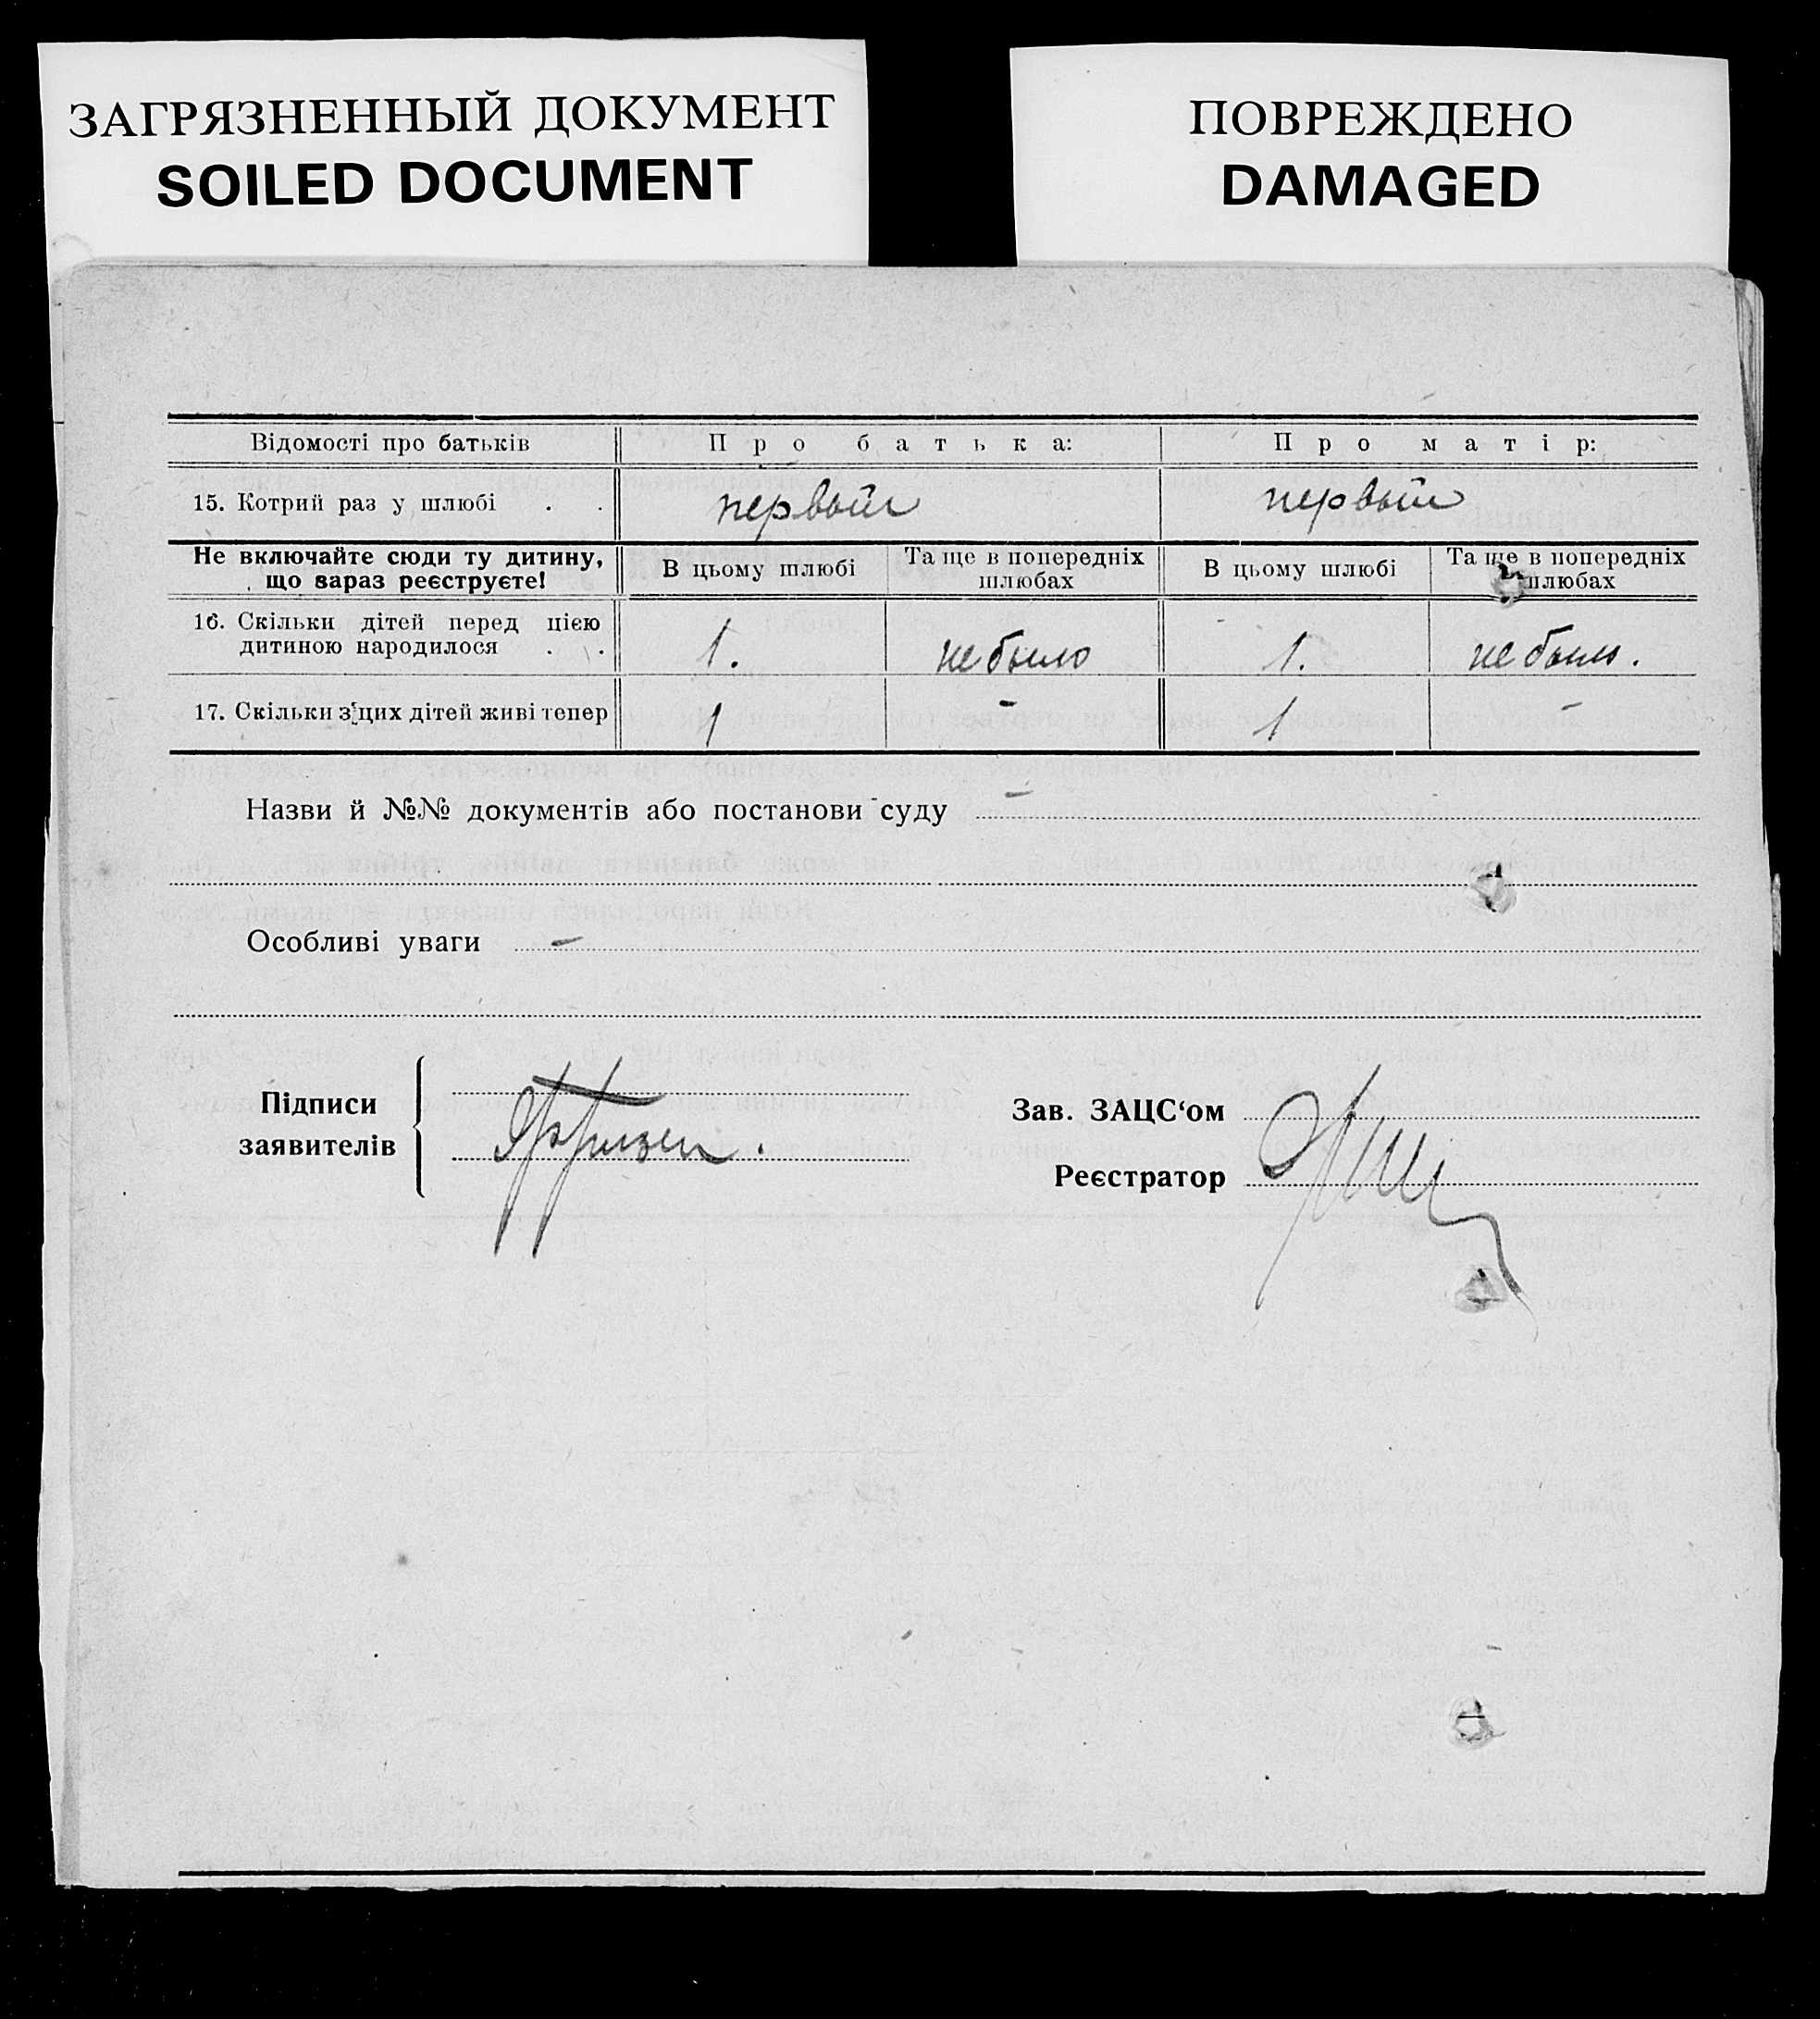 ЗАГРЯЗНЕННЫЙ ДОКУМЕНТ
SOILED DOCUMENT
ПОВРЕЖДЕНО
DAMAGED
Відомості про батьків Про батька: Про матір:
15. Котрий раз у шлюбі . . первый первый
Не включайте сюди ту дитину, що зараз реєструєте! В цьому шлюбі Та ще в попередніх шлюбах В цьому шлюбі Та ще в попередніх шлюбах
16. Скільки дітей перед цією дитиною народилося . . 1. не было 1. не было.
17. Скільки з цих дітей живі тепер 1 - 1 -
Назви й №№ документів або постанови суду -
Особливі уваги -
Підписи заявителів
Зав. ЗАЦС‘ом
Реєстратор